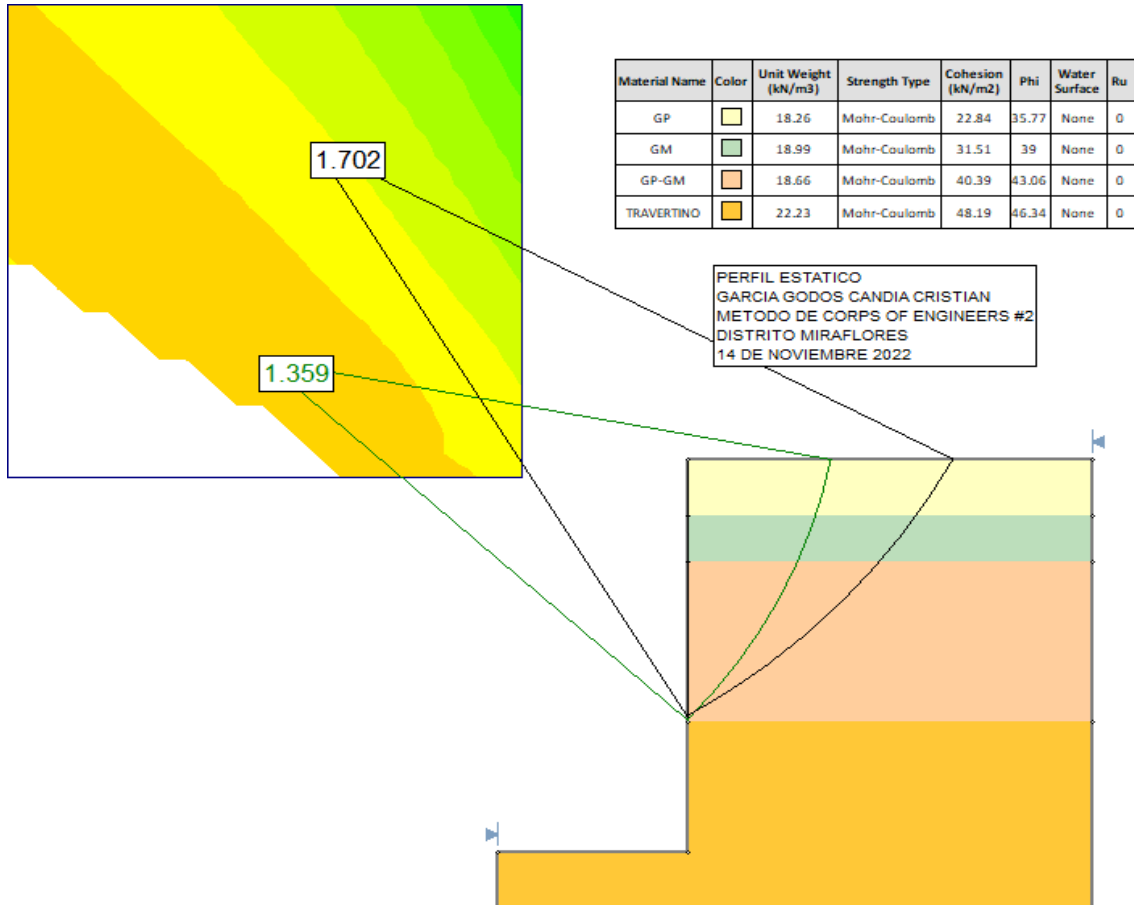 Material Name Color Unit Weight (kN/m3) Strength Type Cohesion (kN/m2) Phi Water Surface Ru
GP 18.26 Mohr-Coulomb 22.84 35.77 None 0
GM 18.99 Mohr-Coulomb 31.51 39 None 0
GP-GM 18.66 Mohr-Coulomb 40.39 43.06 None 0
TRAVERTINO 22.23 Mohr-Coulomb 48.19 46.34 None 0
1.702
PERFIL ESTATICO
GARCIA GODOS CANDIA CRISTIAN
METODO DE CORPS OF ENGINEERS #2
DISTRITO MIRAFLORES
14 DE NOVIEMBRE 2022
1.359